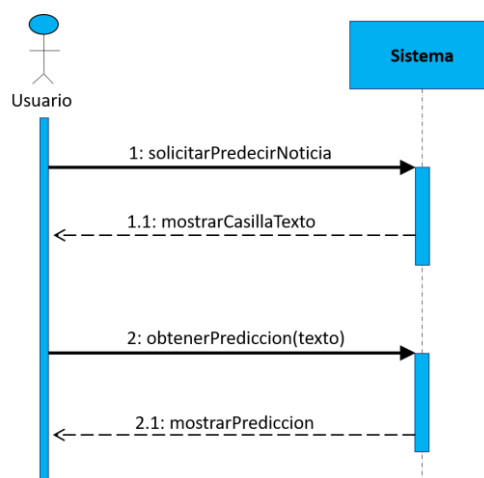 Sistema
Usuario
1: solicitarPredecirNoticia
1.1: mostrarCasillaTexto
2: obtenerPrediccion(texto)
2.1: mostrarPrediccion